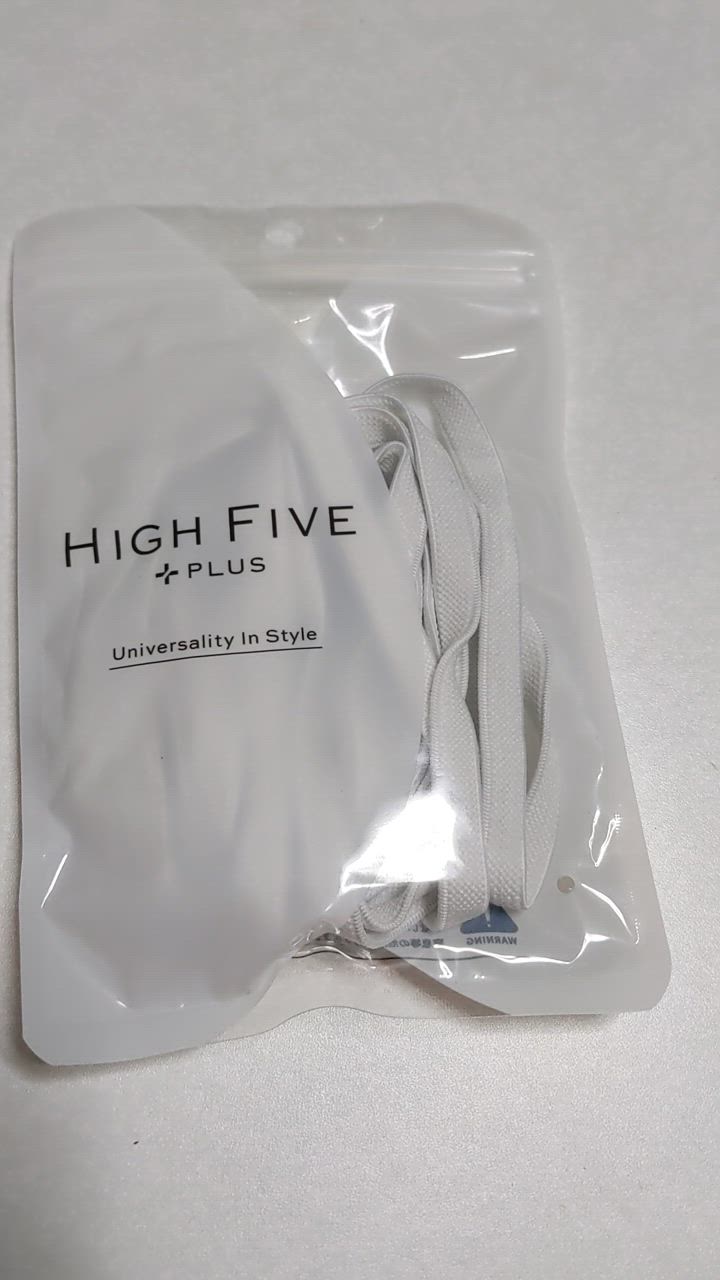 HIGH FIVE
PLUS
Universality In Style
WARNING